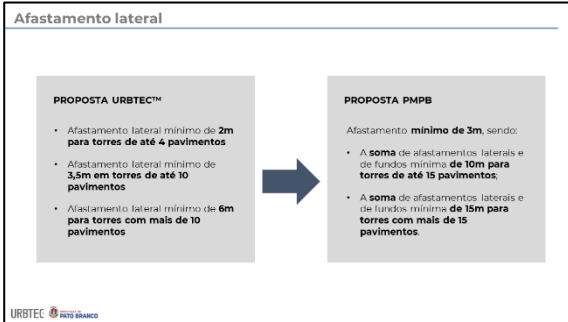 Afastamento lateral
PROPOSTA URBTEC™
• Afastamento lateral mínimo de 2m
para torres de até 4 pavimentos
• Afastamento lateral mínimo de
3,5m em torres de até 10
pavimentos
• Afastamento lateral mínimo de 6m
para torres com mais de 10
pavimentos
PROPOSTA PMPB
Afastamento mínimo de 3m, sendo:
• A soma de afastamentos laterais e
de fundos mínima de 10m para
torres de até 15 pavimentos;
• A soma de afastamentos laterais e
de fundos mínima de 15m para
torres com mais de 15
pavimentos.
URBTEC
PATO BRANCO